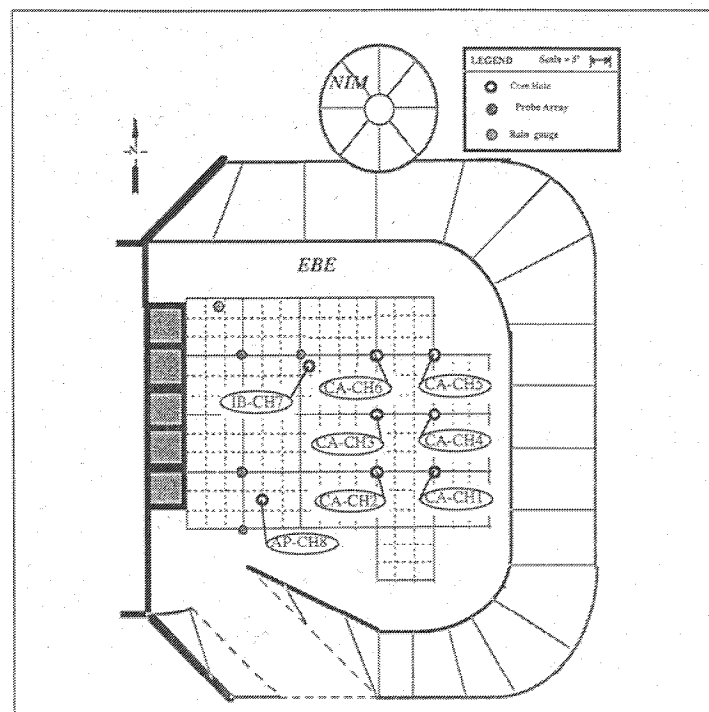 NIM
LEGEND Scale = 5'
Core Hole
Probe Array
Rain gauge
EBE
IB-CH7
CA-CH6
CA-CH5
CA-CH3
CA-CH4
CA-CH2
CA-CH1
AP-CH8